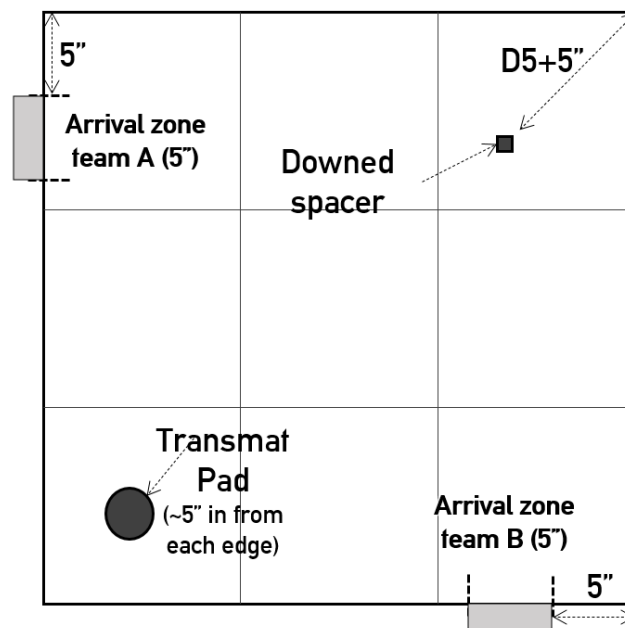 5”
D5+5”
Arrival zone
team A (5”)
Downed
spacer
Transmat
Pad
(~5” in from
each edge)
Arrival zone
team B (5”)
5”